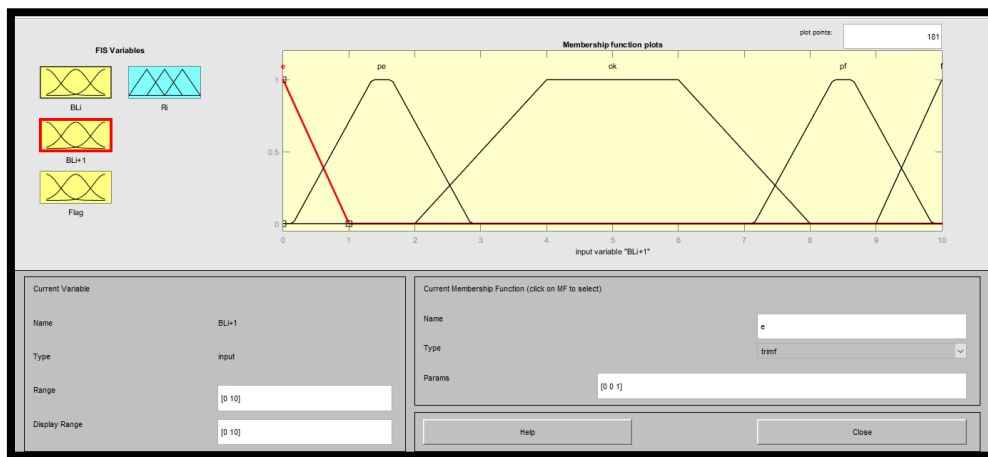 plot points:
181
FIS Variables
Membership function plots
BLi
Ri
BLi+1
Flag
e
pe
ok
pf
f
1
0.5
0
0 1 2 3 4 5 6 7 8 9 10
input variable "BLi+1"
Current Variable
Name BLi+1
Type input
Range [0 10]
Display Range [0 10]
Current Membership Function (click on MF to select)
Name e
Type trimf
Params [0 0 1]
Help Close